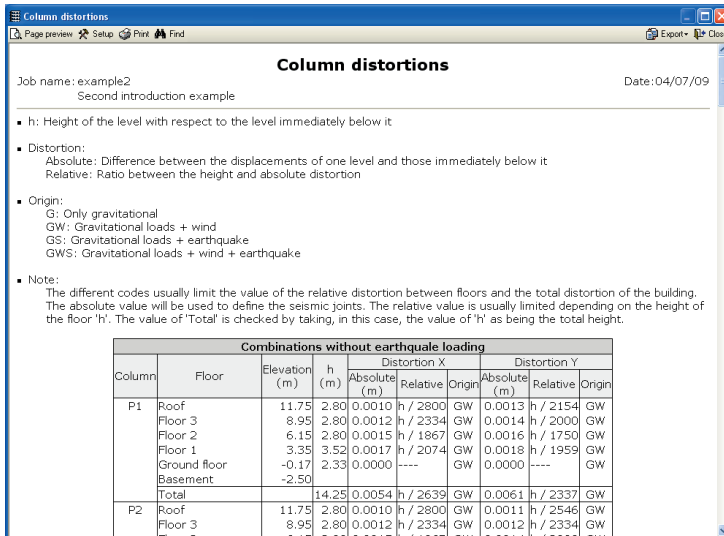 Column distortions
Page preview Setup Print Find Export Clos
Column distortions
Job name: example2 Date:04/07/09
Second introduction example
▪ h: Height of the level with respect to the level immediately below it
▪ Distortion:
Absolute: Difference between the displacements of one level and those immediately below it
Relative: Ratio between the height and absolute distortion
▪ Origin:
G: Only gravitational
GW: Gravitational loads + wind
GS: Gravitational loads + earthquake
GWS: Gravitational loads + wind + earthquake
▪ Note:
The different codes usually limit the value of the relative distortion between floors and the total distortion of the building.
The absolute value will be used to define the seismic joints. The relative value is usually limited depending on the height of
the floor 'h'. The value of 'Total' is checked by taking, in this case, the value of 'h' as being the total height.
Combinations without earthquale loading
Column Floor Elevation (m) h (m) Distortion X Distortion Y
Absolute (m) Relative Origin Absolute (m) Relative Origin
P1 Roof 11.75 2.80 0.0010 h / 2800 GW 0.0013 h / 2154 GW
Floor 3 8.95 2.80 0.0012 h / 2334 GW 0.0014 h / 2000 GW
Floor 2 6.15 2.80 0.0015 h / 1867 GW 0.0016 h / 1750 GW
Floor 1 3.35 3.52 0.0017 h / 2074 GW 0.0018 h / 1959 GW
Ground floor -0.17 2.33 0.0000 ---- GW 0.0000 ---- GW
Basement -2.50
Total 14.25 0.0054 h / 2639 GW 0.0061 h / 2337 GW
P2 Roof 11.75 2.80 0.0010 h / 2800 GW 0.0011 h / 2546 GW
Floor 3 8.95 2.80 0.0012 h / 2334 GW 0.0012 h / 2334 GW